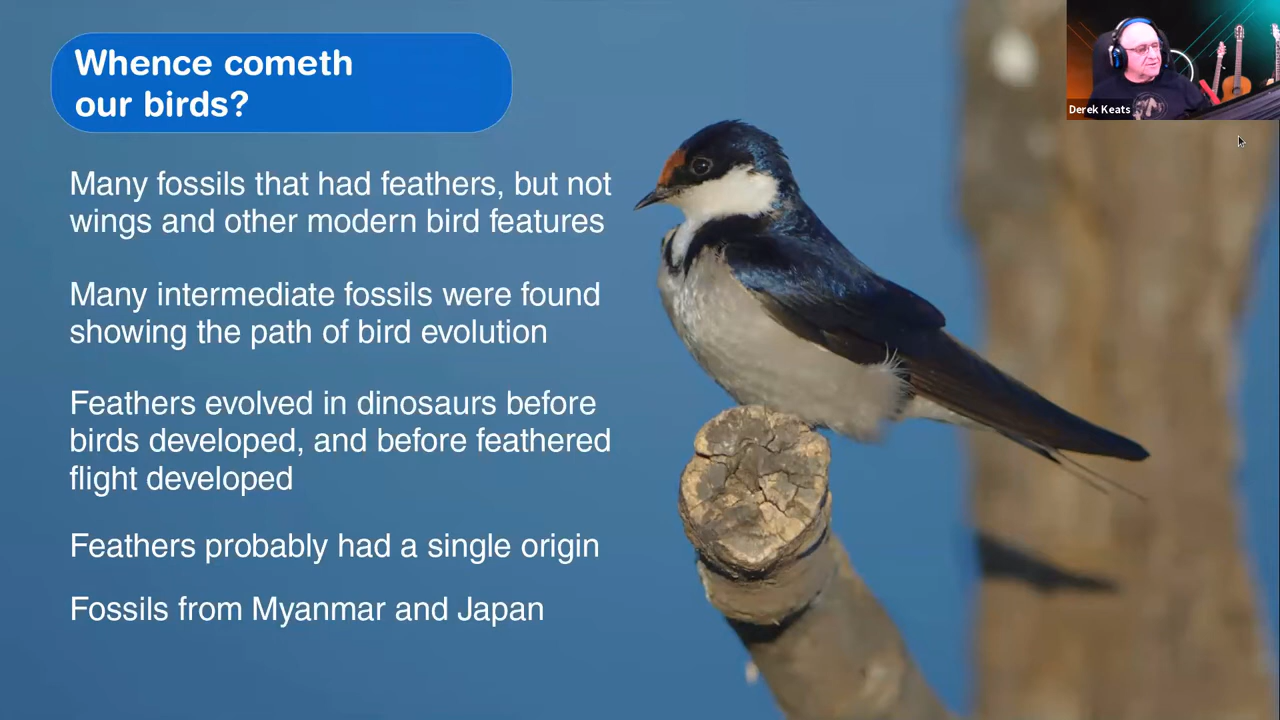 Whence cometh
our birds?
Derek Keats
Many fossils that had feathers, but not
wings and other modern bird features
Many intermediate fossils were found
showing the path of bird evolution
Feathers evolved in dinosaurs before
birds developed, and before feathered
flight developed
Feathers probably had a single origin
Fossils from Myanmar and Japan